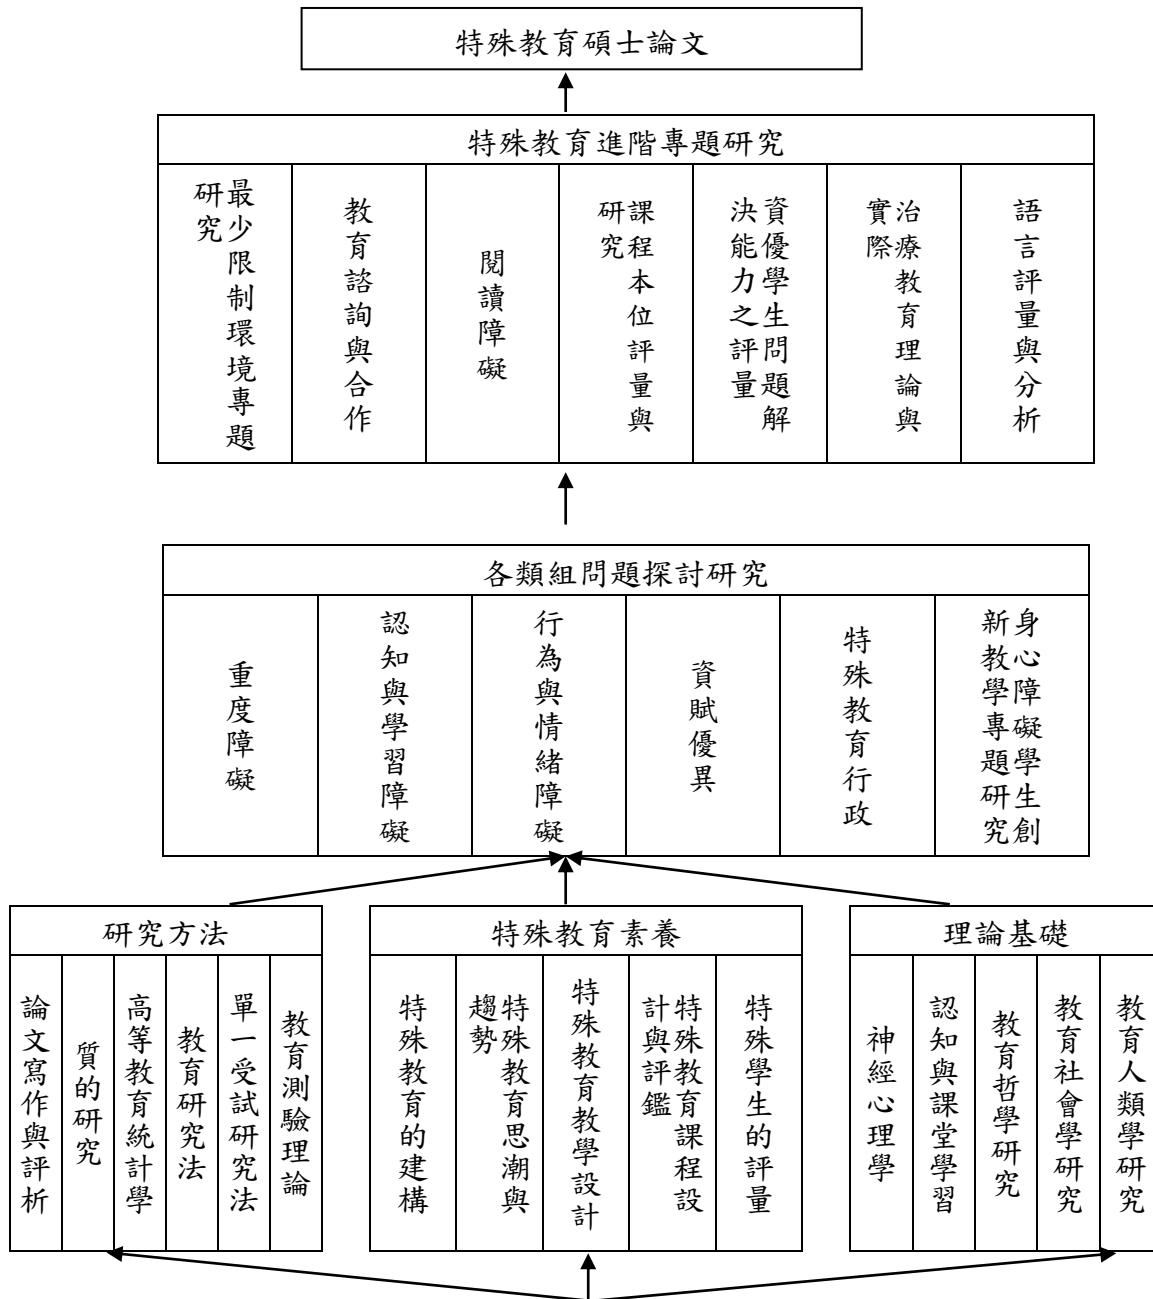 特殊教育碩士論文
特殊教育進階專題研究
最少限制環境專題
研究
教育諮詢與合作
閱讀障礙
課程本位評量與
研究
資優學生問題解
決能力之評量
治療教育理論與
實際
語言評量與分析
各類組問題探討研究
重度障礙
認知與學習障礙
行為與情緒障礙
資賦優異
特殊教育行政
身心障礙學生創
新教學專題研究
研究方法
論文寫作與評析
質的研究
高等教育統計學
教育研究法
單一受試研究法
教育測驗理論
特殊教育素養
特殊教育的建構
特殊教育思潮與
趨勢
特殊教育教學設計
特殊教育課程設
計與評鑑
特殊學生的評量
理論基礎
神經心理學
認知與課堂學習
教育哲學研究
教育社會學研究
教育人類學研究